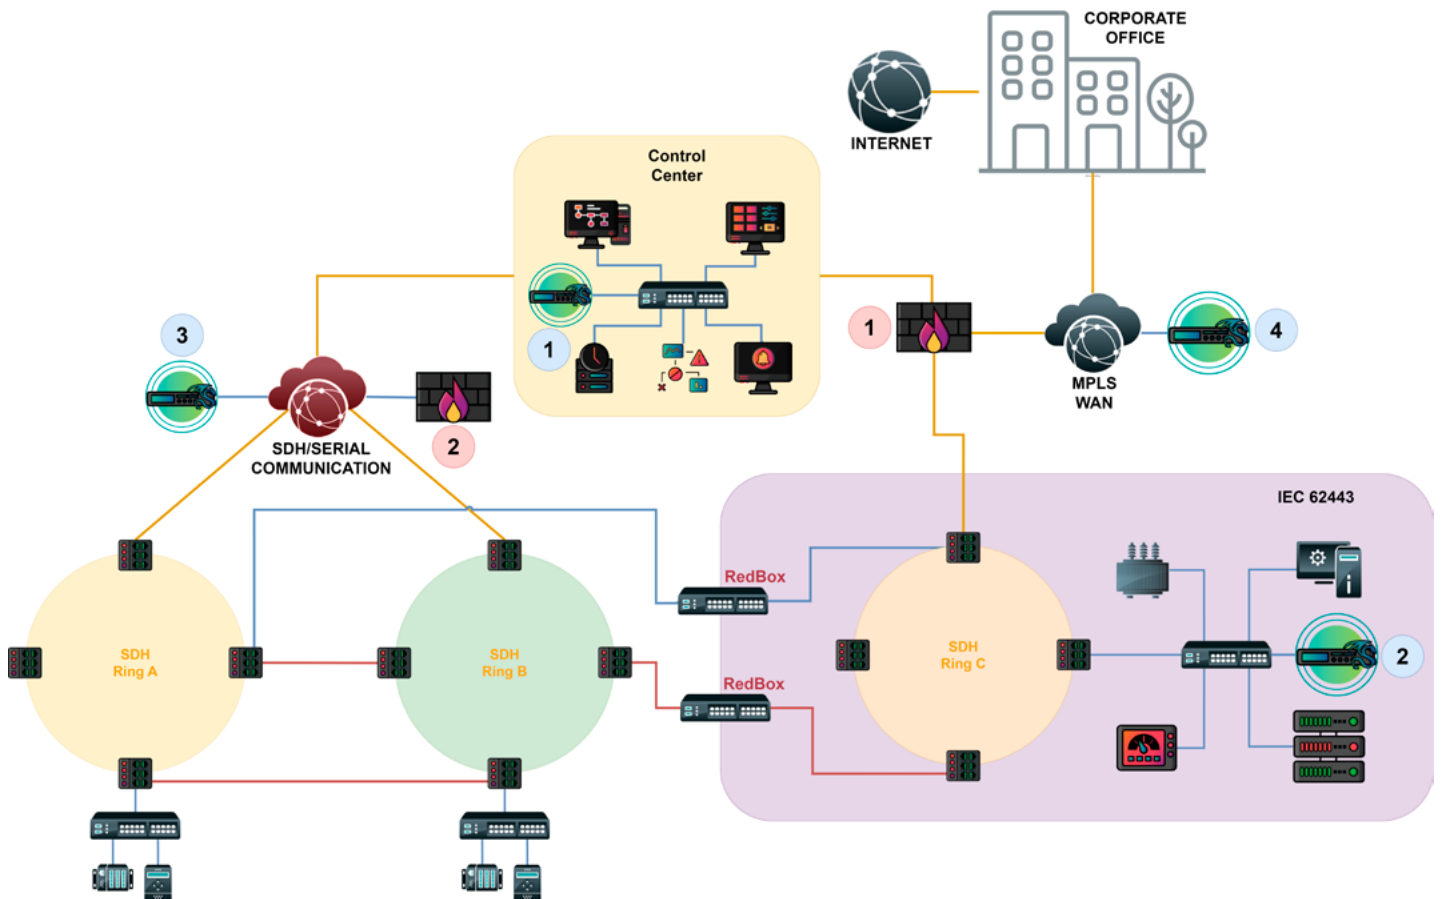 CORPORATE
OFFICE
INTERNET
Control
Center
1
3
1
4
MPLS
WAN
2
SDH/SERIAL
COMMUNICATION
IEC 62443
RedBox
SDH
Ring A
SDH
Ring B
RedBox
SDH
Ring C
2